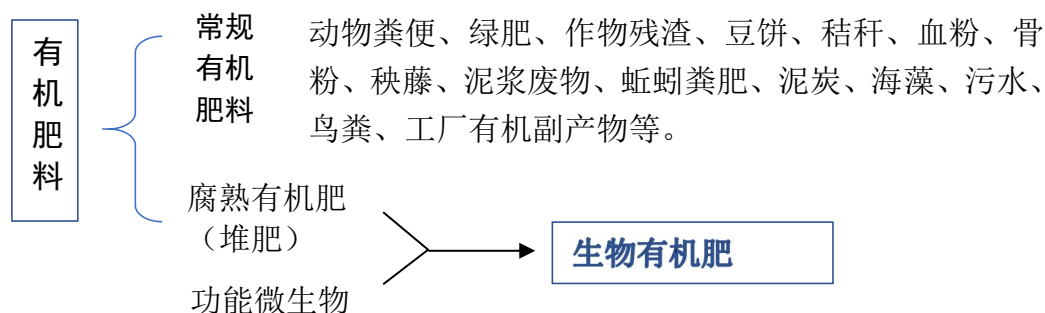 有机肥料
常规有机肥料
动物粪便、绿肥、作物残渣、豆饼、秸秆、血粉、骨
粉、秧藤、泥浆废物、蚯蚓粪肥、泥炭、海藻、污水、
鸟粪、工厂有机副产物等。
腐熟有机肥
（堆肥）
生物有机肥
功能微生物